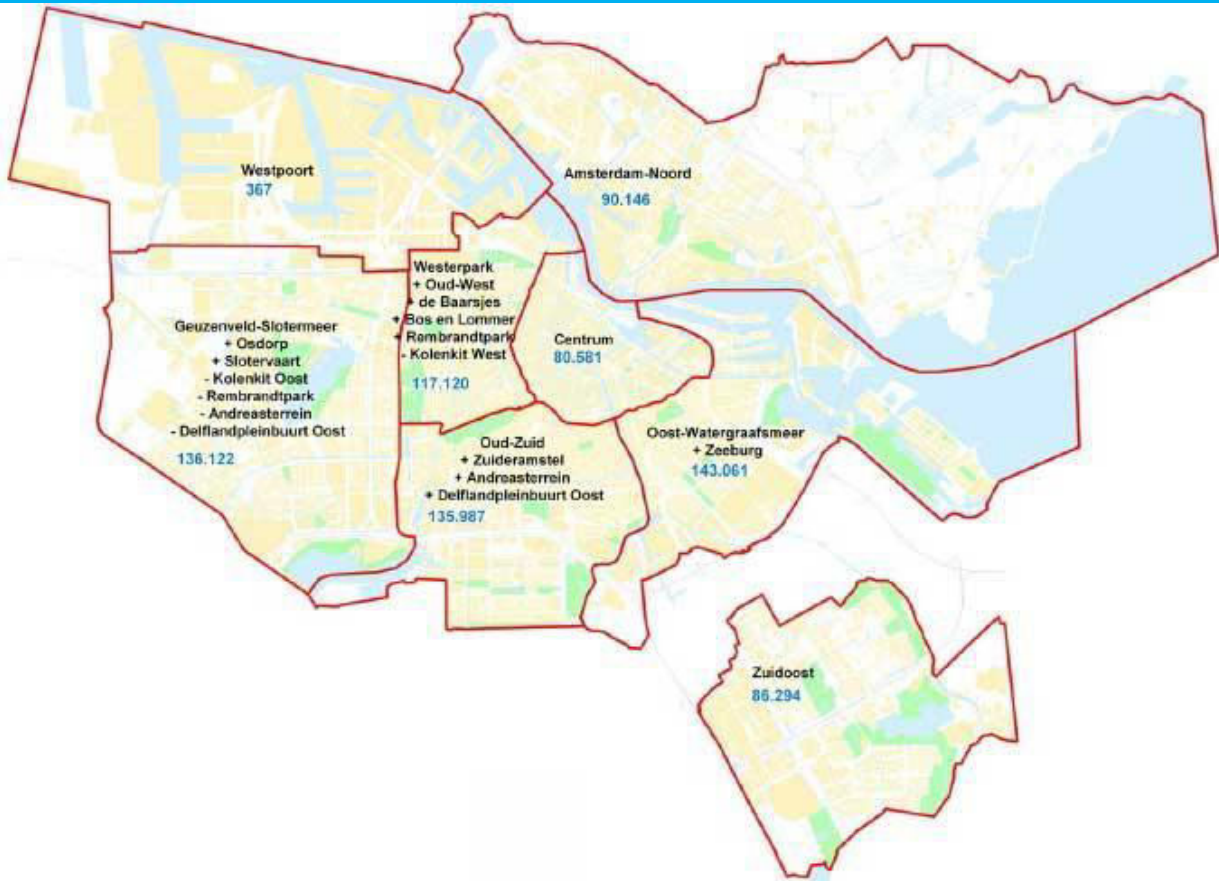 Westpoort
367
Amsterdam-Noord
90.146
Westerpark
+ Oud-West
+ de Baarsjes
+ Bos en Lommer
+ Rembrandtpark
- Kolenkit West
117.120
Geuzenveld-Slotermeer
+ Osdorp
+ Slotervaart
- Kolenkit Oost
- Rembrandtpark
- Andreasterrein
- Delflandpleinbuurt Oost
136.122
Centrum
80.581
Oost-Watergraafsmeer
+ Zeeburg
143.061
Oud-Zuid
+ Zuideramstel
+ Andreasterrein
+ Delflandpleinbuurt Oost
135.987
Zuidoost
86.294